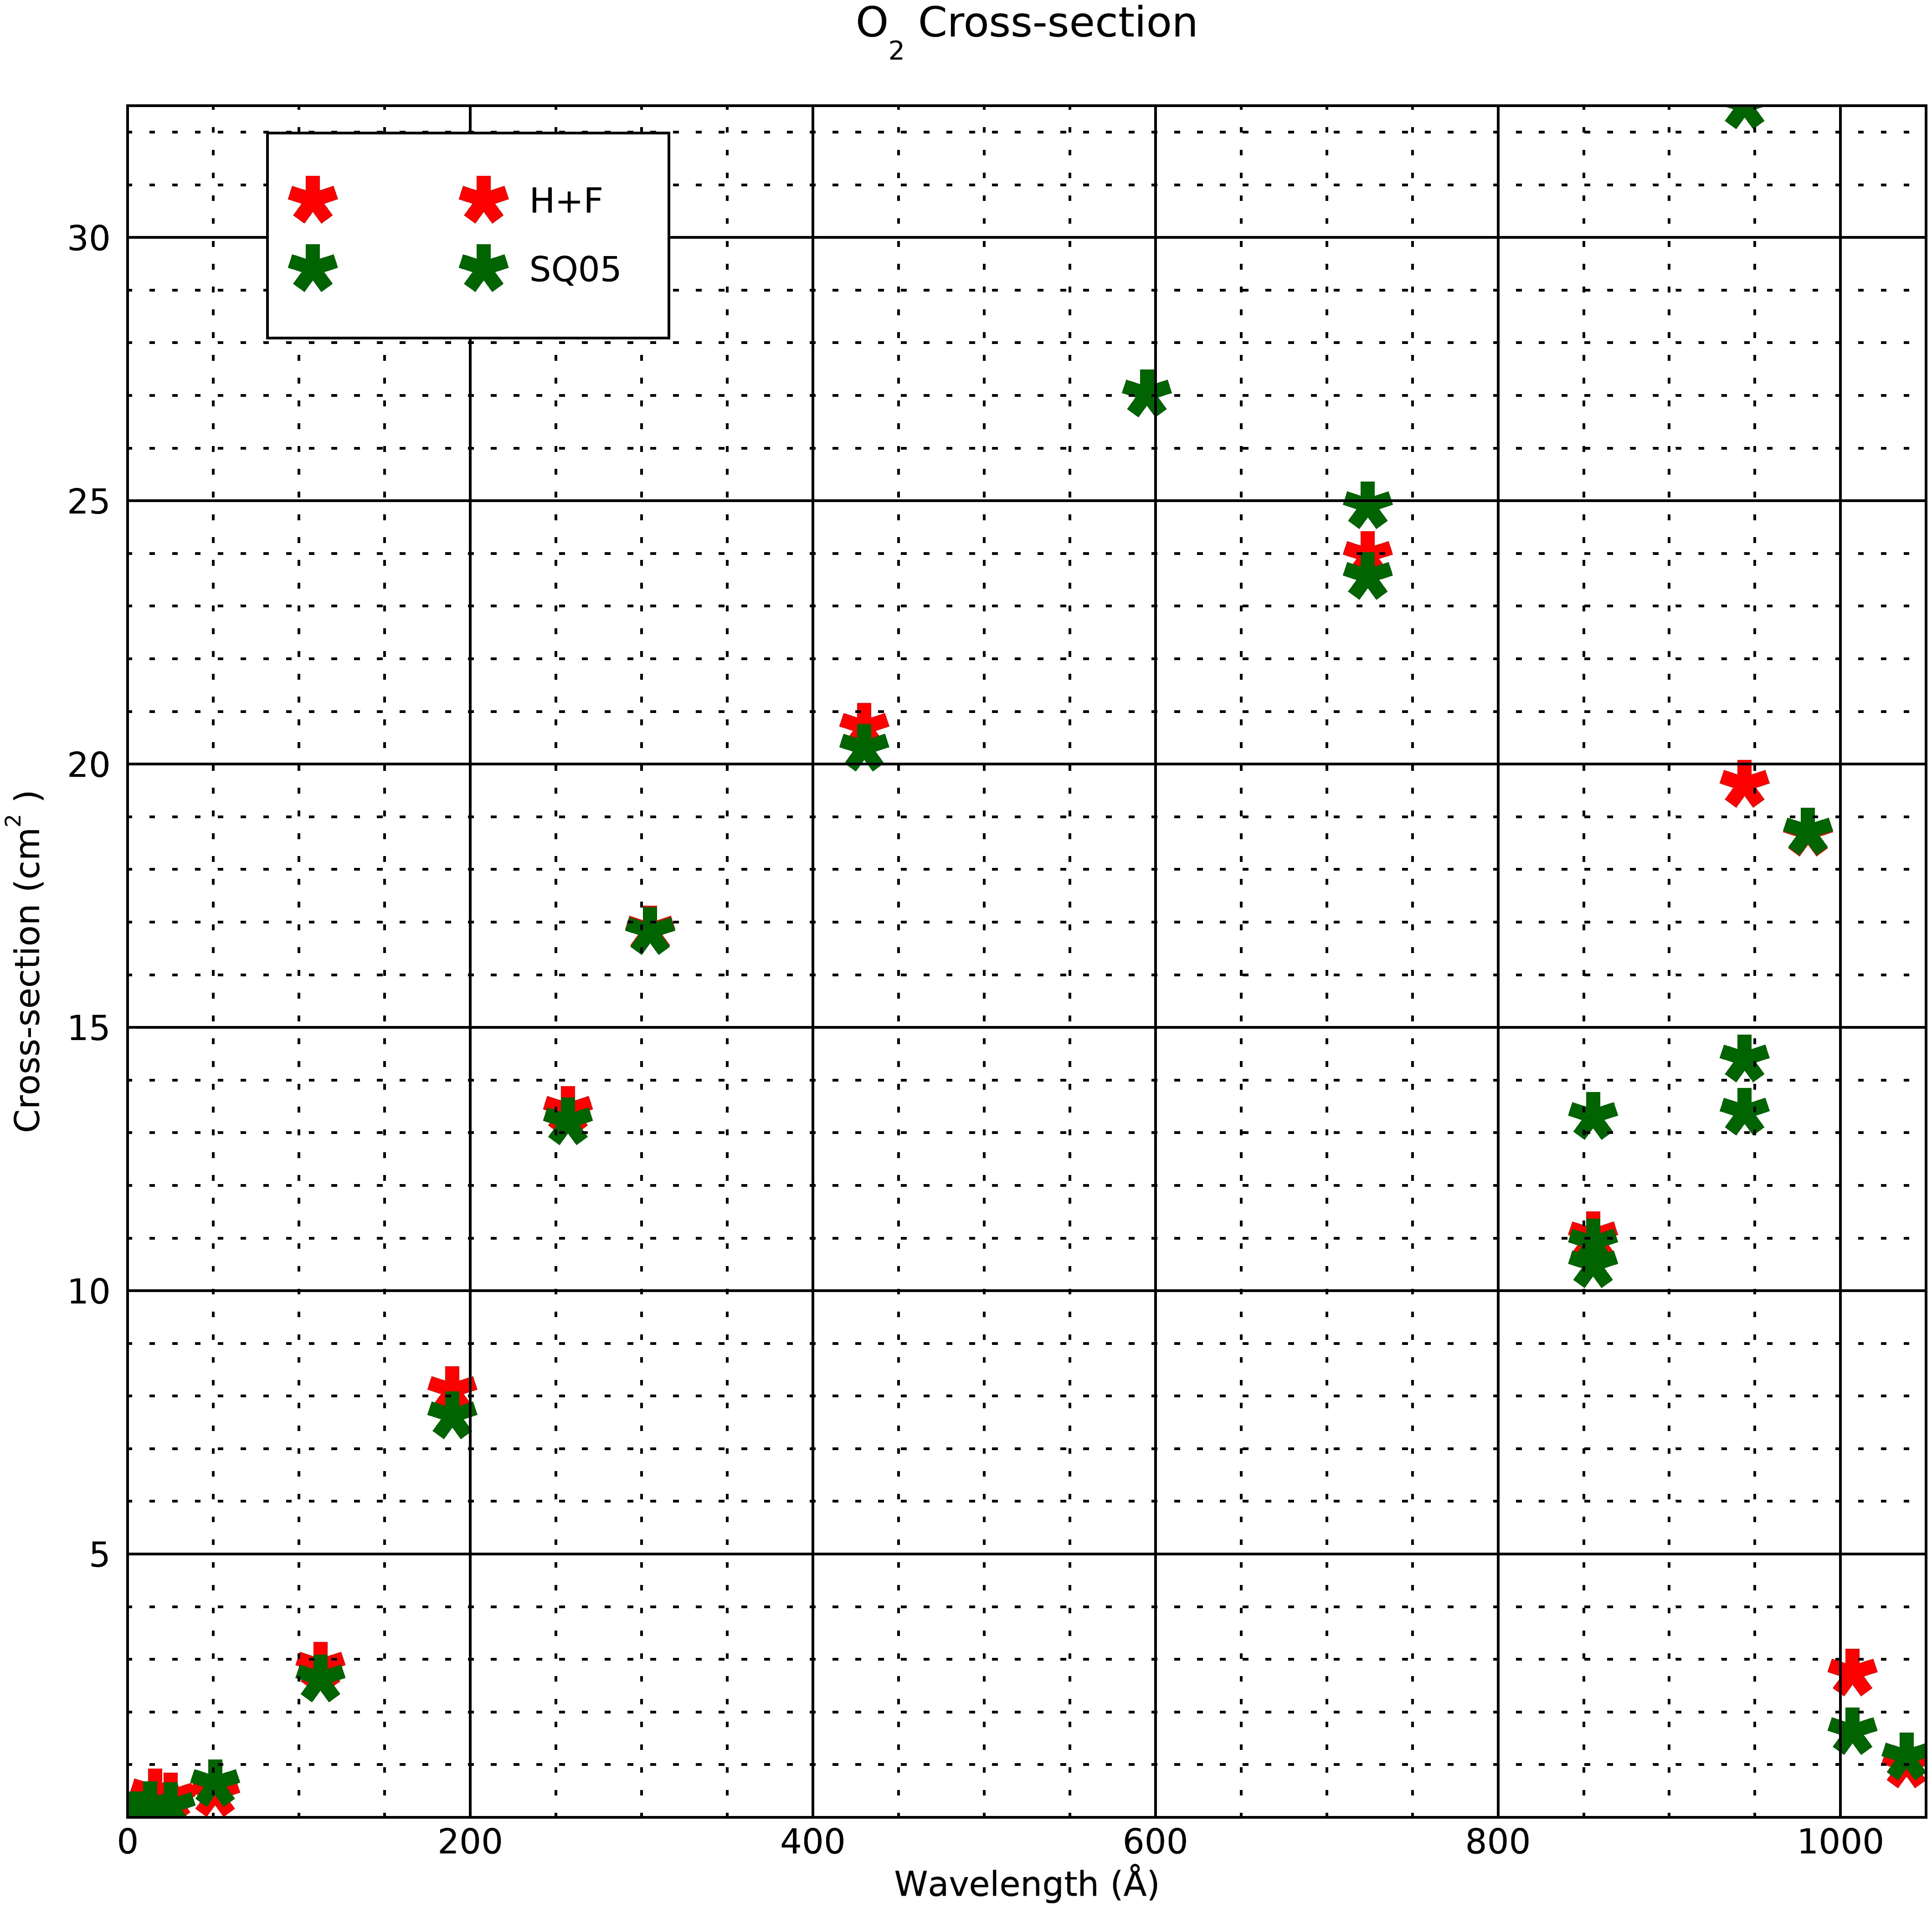 O₂ Cross-section
H+F
SQ05
30
25
20
15
10
5
Cross-section (cm²)
0 200 400 600 800 1000
Wavelength (Å)